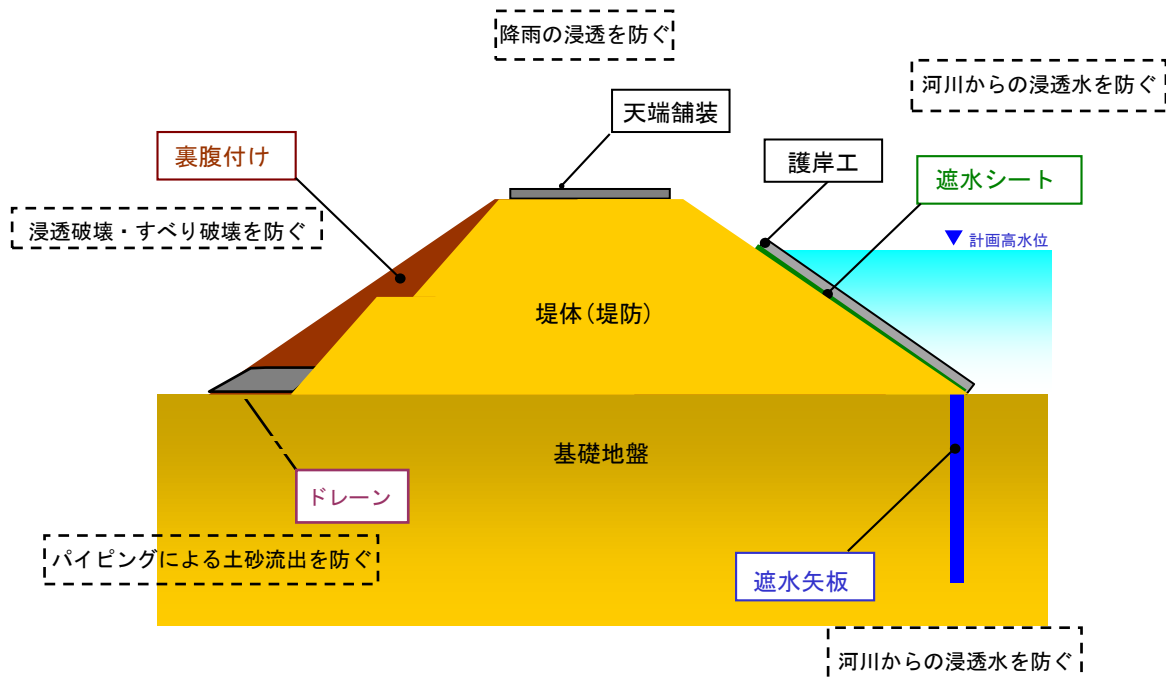 降雨の浸透を防ぐ
河川からの浸透水を防ぐ
天端舗装
裏腹付け
護岸工
遮水シート
浸透破壊・すべり破壊を防ぐ
▼ 計画高水位
堤体(堤防)
基礎地盤
ドレーン
パイピングによる土砂流出を防ぐ
遮水矢板
河川からの浸透水を防ぐ